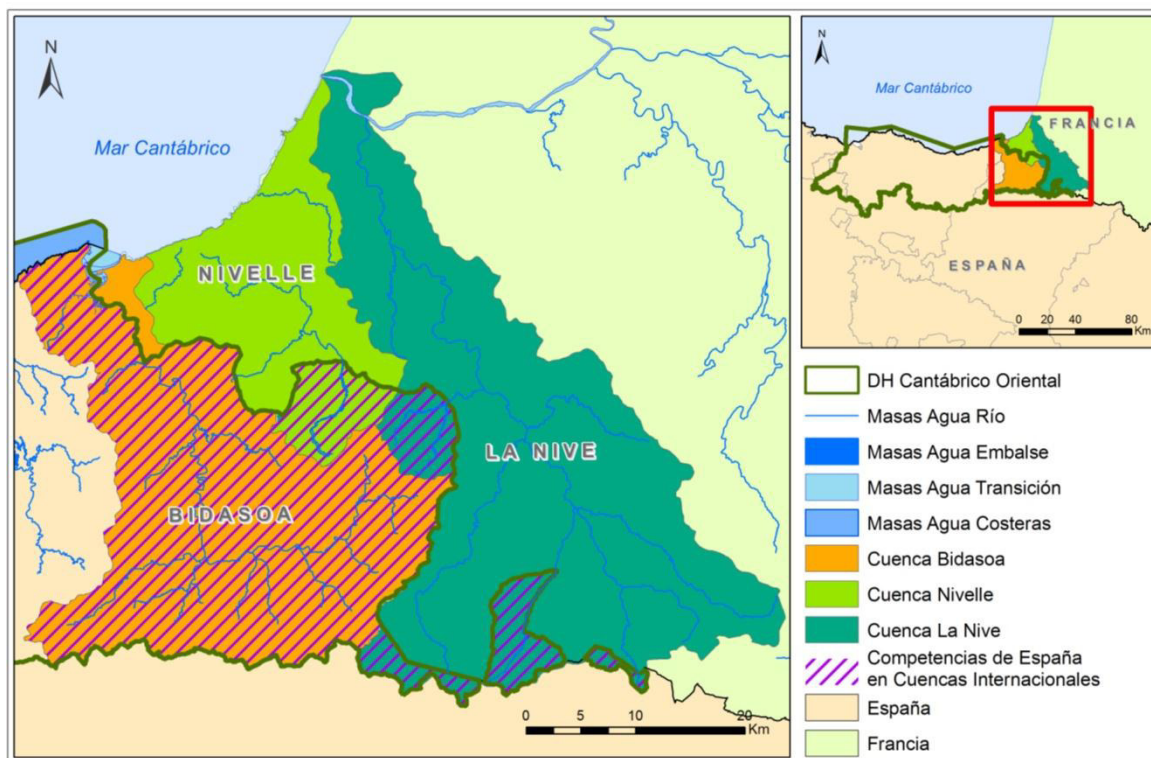 N
Mar Cantábrico
NIVELLE
LA NIVE
BIDASOA
0 5 10 20
Km
N
Mar Cantábrico
FRANCIA
ESPAÑA
0 20 40 80
Km
DH Cantábrico Oriental
Masas Agua Río
Masas Agua Embalse
Masas Agua Transición
Masas Agua Costeras
Cuenca Bidasoa
Cuenca Nivelle
Cuenca La Nive
Competencias de España
en Cuencas Internacionales
España
Francia